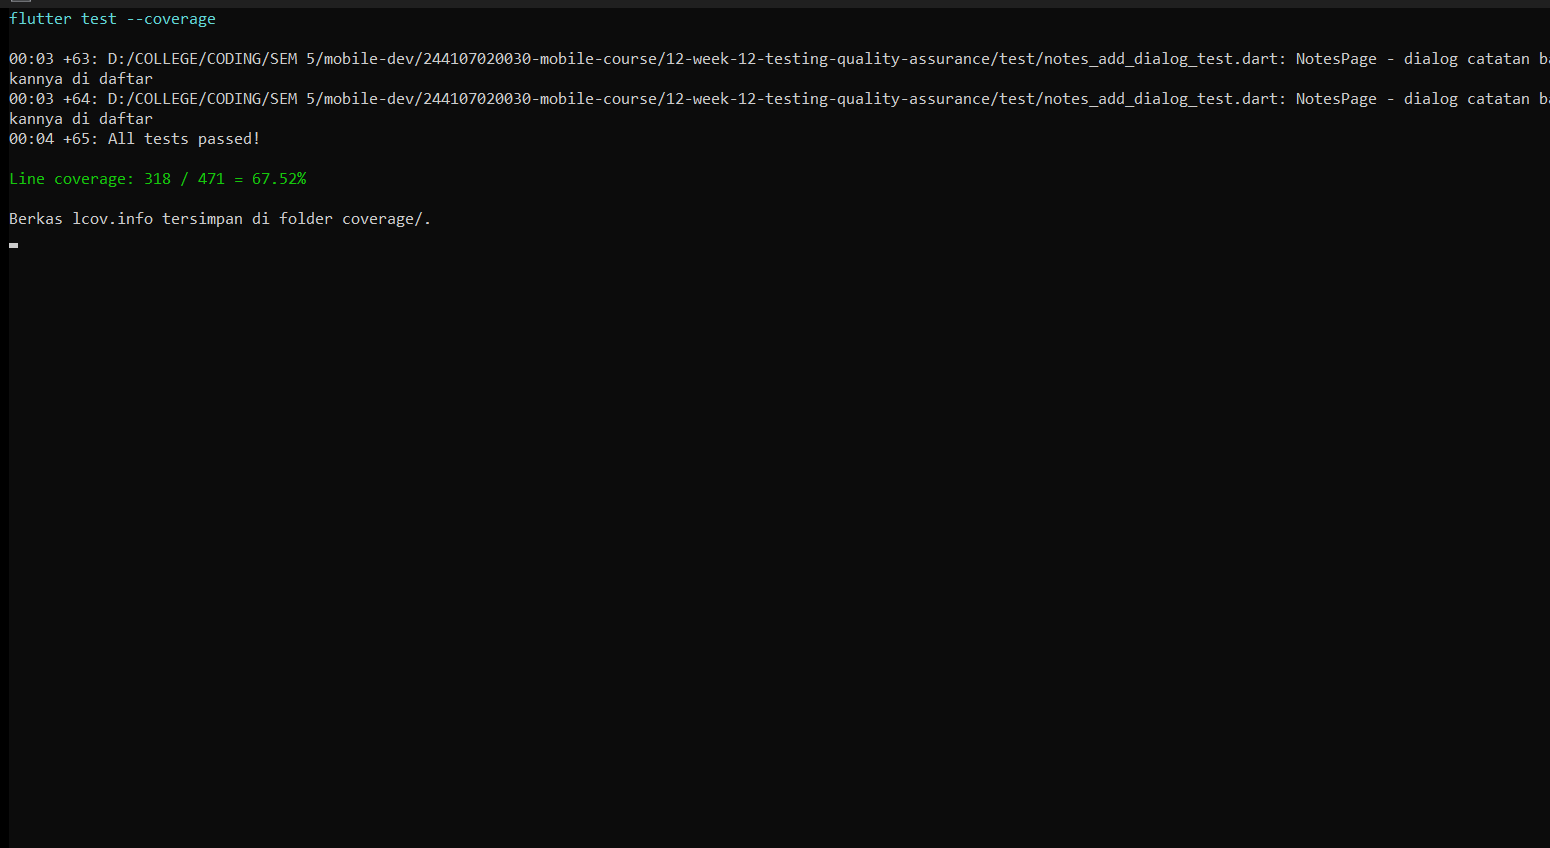 flutter test --coverage
00:03 +63: D:/COLLEGE/CODING/SEM 5/mobile-dev/244107020030-mobile-course/12-week-12-testing-quality-assurance/test/notes_add_dialog_test.dart: NotesPage - dialog catatan ba
kannya di daftar
00:03 +64: D:/COLLEGE/CODING/SEM 5/mobile-dev/244107020030-mobile-course/12-week-12-testing-quality-assurance/test/notes_add_dialog_test.dart: NotesPage - dialog catatan ba
kannya di daftar
00:04 +65: All tests passed!
Line coverage: 318 / 471 = 67.52%
Berkas lcov.info tersimpan di folder coverage/.